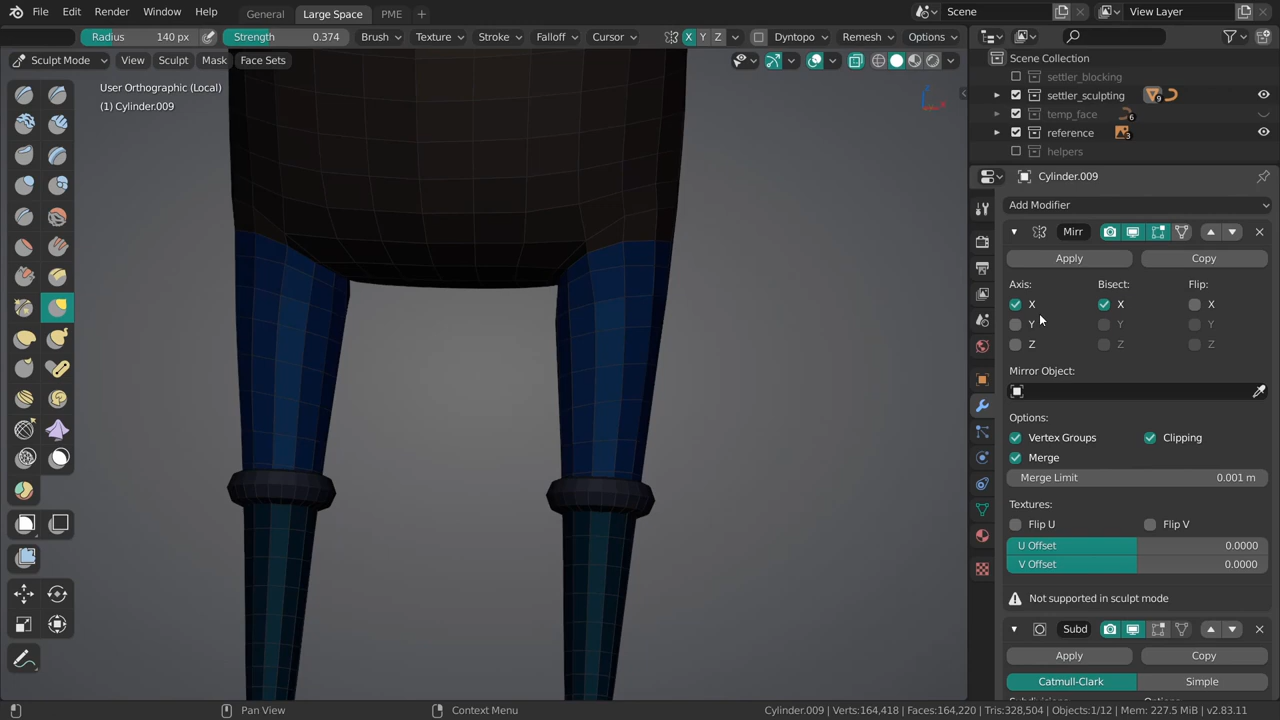 File Edit Render Window Help General Large Space PME Scene View Layer
Radius 140 px Strength 0.374 Brush Texture Stroke Falloff Cursor X Y Z Dyntopo Remesh Options
Sculpt Mode View Sculpt Mask Face Sets
User Orthographic (Local)
(1) Cylinder.009
Scene Collection
settler_blocking
settler_sculpting 9
temp_face 6
reference 3
helpers
Cylinder.009
Add Modifier
Mirr
Apply Copy
Axis: Bisect: Flip:
X X X
Y Y Y
Z Z Z
Mirror Object:
Options:
Vertex Groups Clipping
Merge
Merge Limit 0.001 m
Textures:
Flip U Flip V
U Offset 0.0000
V Offset 0.0000
Not supported in sculpt mode
Subd
Apply Copy
Catmull-Clark Simple
Pan View Context Menu Cylinder.009 | Verts:164,418 | Faces:164,220 | Tris:328,504 | Objects:1/12 | Mem: 227.5 MiB | v2.83.11